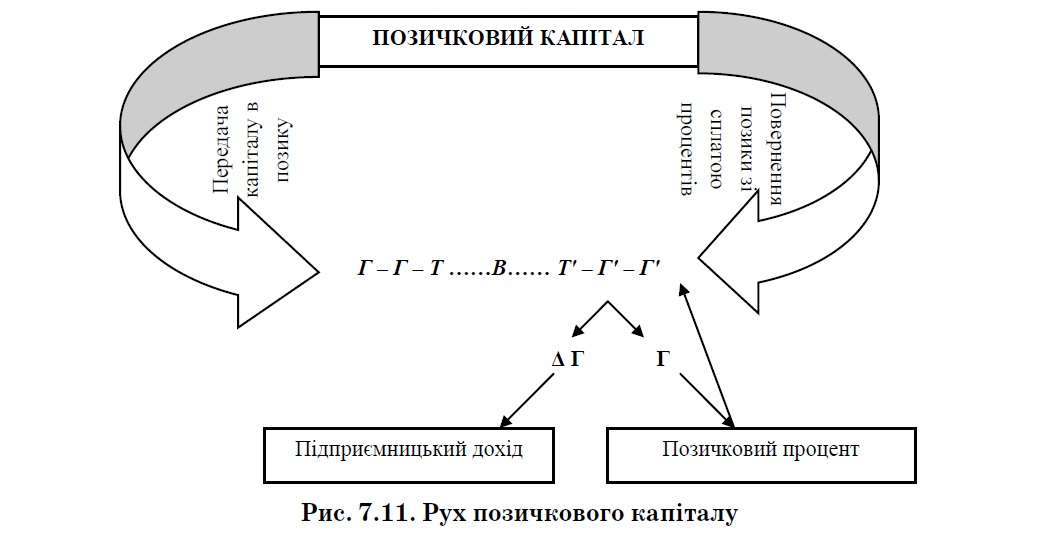 ПОЗИЧКОВИЙ КАПІТАЛ
Передача
капіталу в
позику
Повернення
позики зі
сплатою
процентів
Г – Г – Т ……В…… Т′ – Г′ – Г′
Δ Г
Г
Підприємницький дохід
Позичковий процент
Рис. 7.11. Рух позичкового капіталу